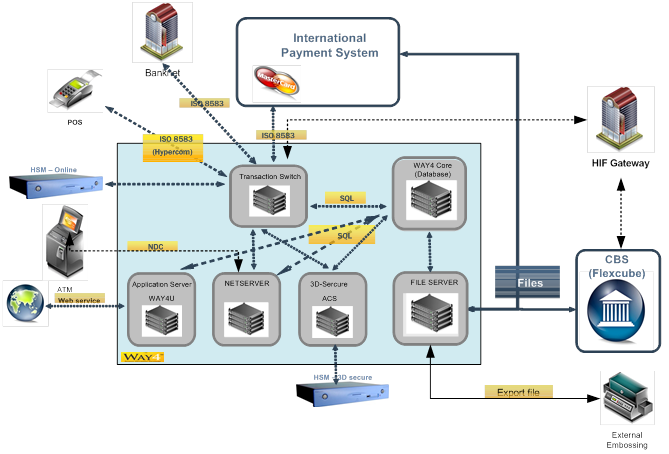 International
Payment System
MasterCard
Banknet
ISO 8583
POS
ISO 8583
(Hypercom)
ISO 8583
HIF Gateway
HSM – Online
Transaction Switch
WAY4 Core
(Database)
SQL
SQL
NDC
CBS
(Flexcube)
Application Server
WAY4U
NETSERVER
3D-Sercure
ACS
FILE SERVER
Files
ATM
Web service
WAY4
HSM – 3D secure
Export file
External
Embossing